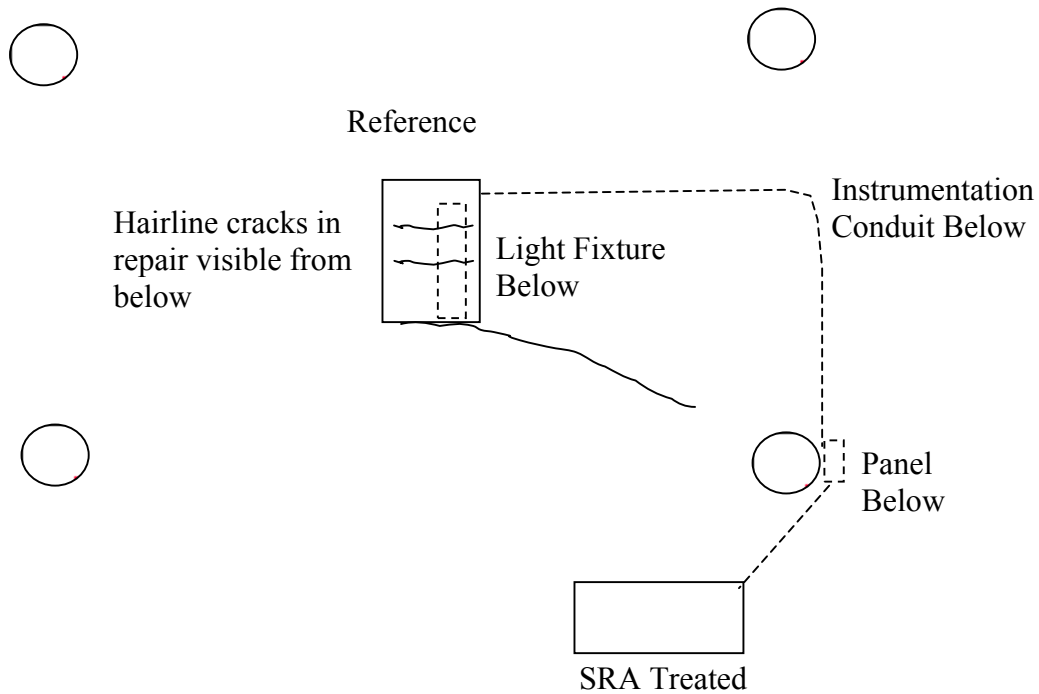 Reference
Hairline cracks in
repair visible from
below
Light Fixture
Below
Instrumentation
Conduit Below
Panel
Below
SRA Treated